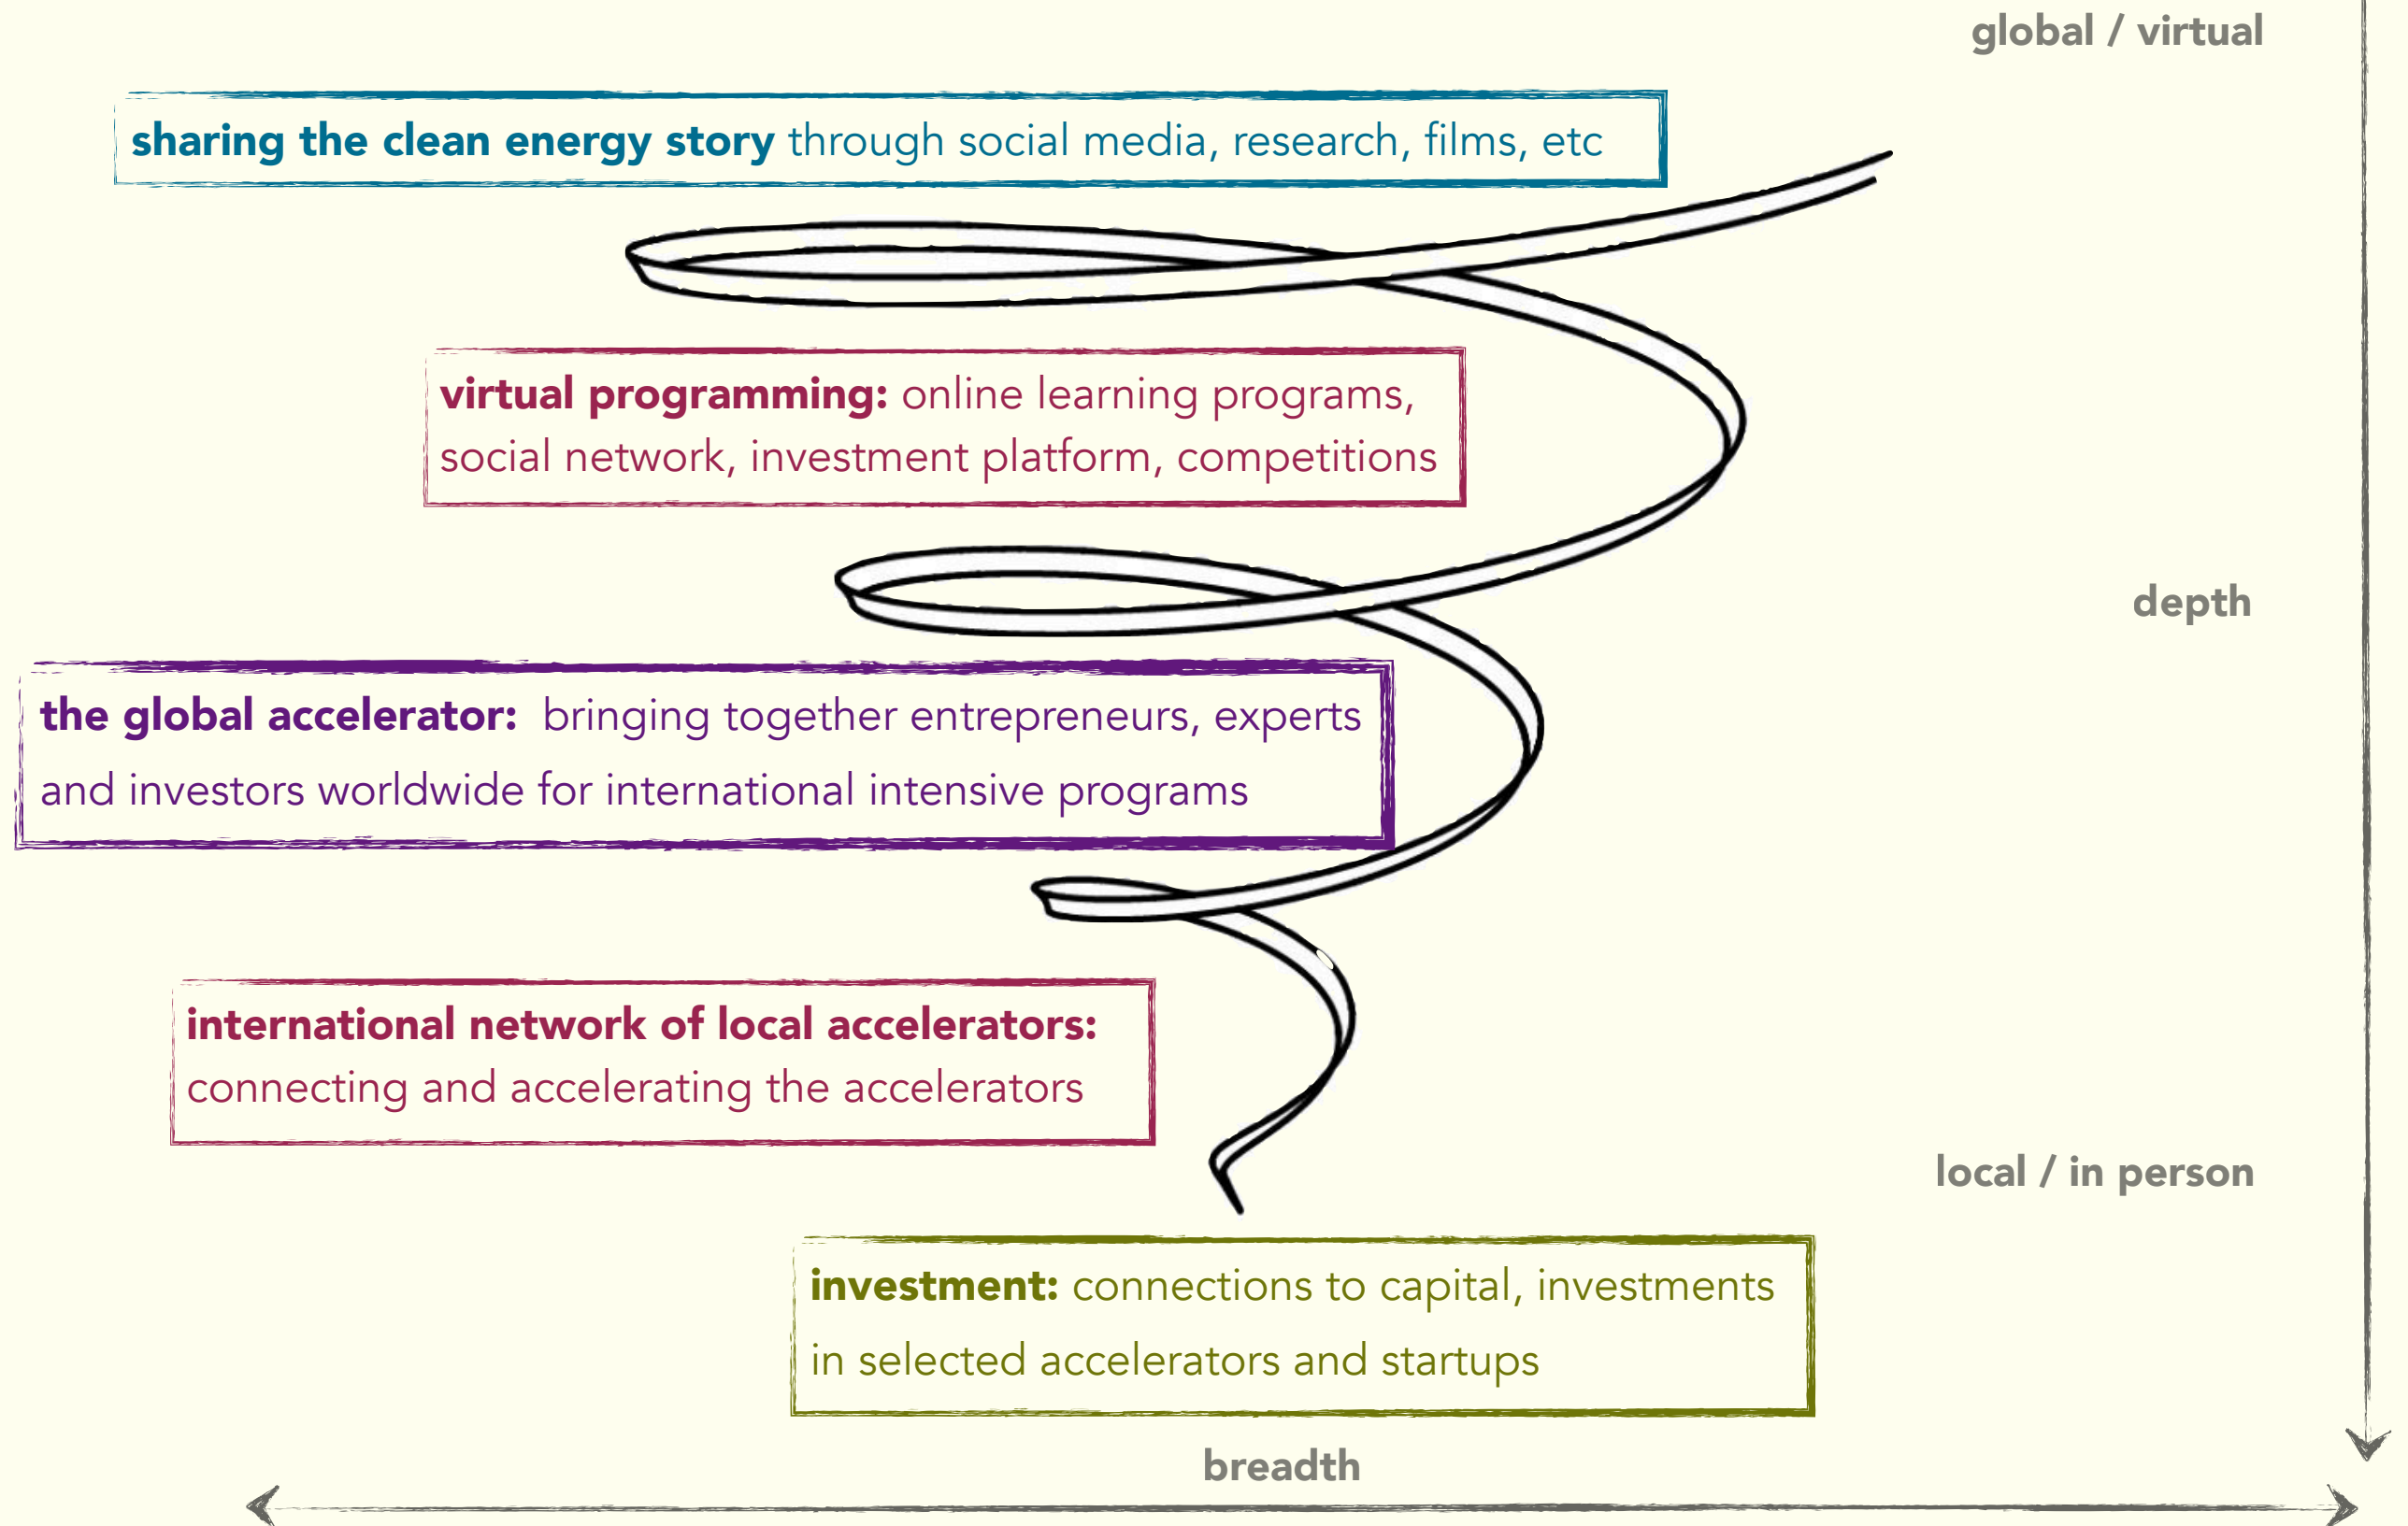 global / virtual
sharing the clean energy story through social media, research, films, etc
virtual programming: online learning programs,
social network, investment platform, competitions
depth
the global accelerator: bringing together entrepreneurs, experts
and investors worldwide for international intensive programs
international network of local accelerators:
connecting and accelerating the accelerators
local / in person
investment: connections to capital, investments
in selected accelerators and startups
breadth